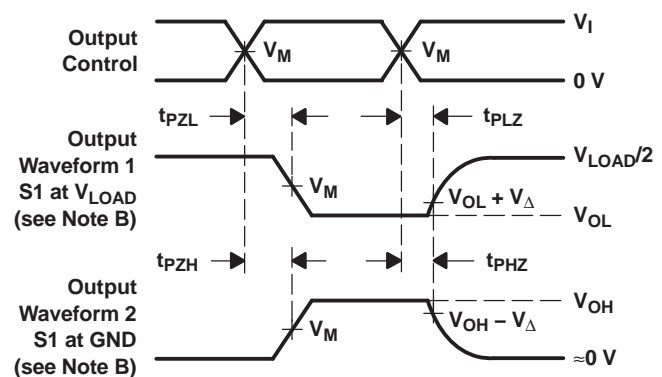 Output
Control
V_I
V_M
V_M
0 V
t_PZL
t_PLZ
Output
Waveform 1
S1 at V_LOAD
(see Note B)
V_LOAD/2
V_M
V_OL + V_Δ
V_OL
t_PZH
t_PHZ
Output
Waveform 2
S1 at GND
(see Note B)
V_OH
V_M
V_OH − V_Δ
≈0 V